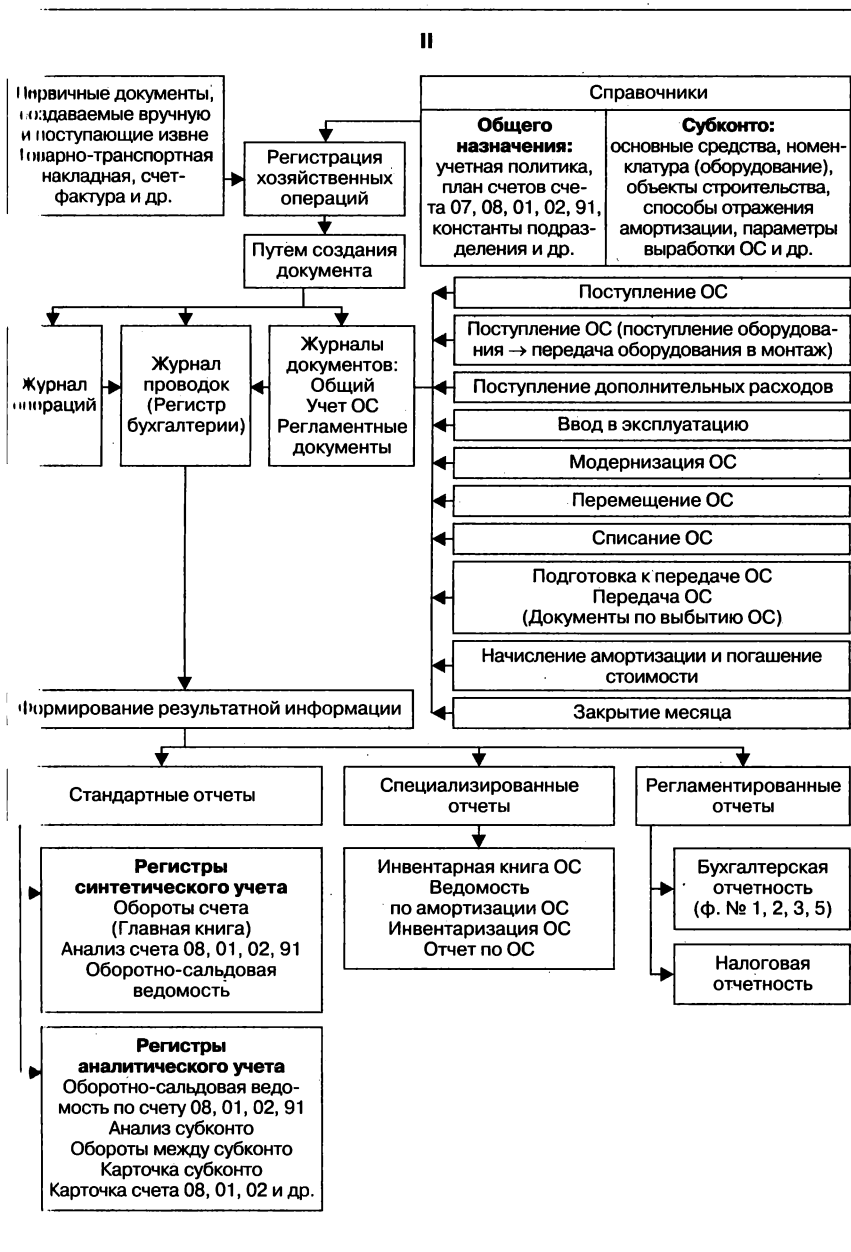 II
Первичные документы,
создаваемые вручную
и поступающие извне
Товарно-транспортная
накладная, счет-
фактура и др.
Регистрация
хозяйственных
операций
Справочники
Общего
назначения:
учетная политика,
план счетов сче-
та 07, 08, 01, 02, 91,
константы подраз-
деления и др.
Субконто:
основные средства, номен-
клатура (оборудование),
объекты строительства,
способы отражения
амортизации, параметры
выработки ОС и др.
Путем создания
документа
Журнал
операций
Журнал
проводок
(Регистр
бухгалтерии)
Журналы
документов:
Общий
Учет ОС
Регламентные
документы
Поступление ОС
Поступление ОС (поступление оборудова-
ния → передача оборудования в монтаж)
Поступление дополнительных расходов
Ввод в эксплуатацию
Модернизация ОС
Перемещение ОС
Списание ОС
Подготовка к передаче ОС
Передача ОС
(Документы по выбытию ОС)
Начисление амортизации и погашение
стоимости
Закрытие месяца
Формирование результатной информации
Стандартные отчеты
Специализированные
отчеты
Регламентированные
отчеты
Регистры
синтетического учета
Обороты счета
(Главная книга)
Анализ счета 08, 01, 02, 91
Оборотно-сальдовая
ведомость
Инвентарная книга ОС
Ведомость
по амортизации ОС
Инвентаризация ОС
Отчет по ОС
Бухгалтерская
отчетность
(ф. № 1, 2, 3, 5)
Налоговая
отчетность
Регистры
аналитического учета
Оборотно-сальдовая ведо-
мость по счету 08, 01, 02, 91
Анализ субконто
Обороты между субконто
Карточка субконто
Карточка счета 08, 01, 02 и др.